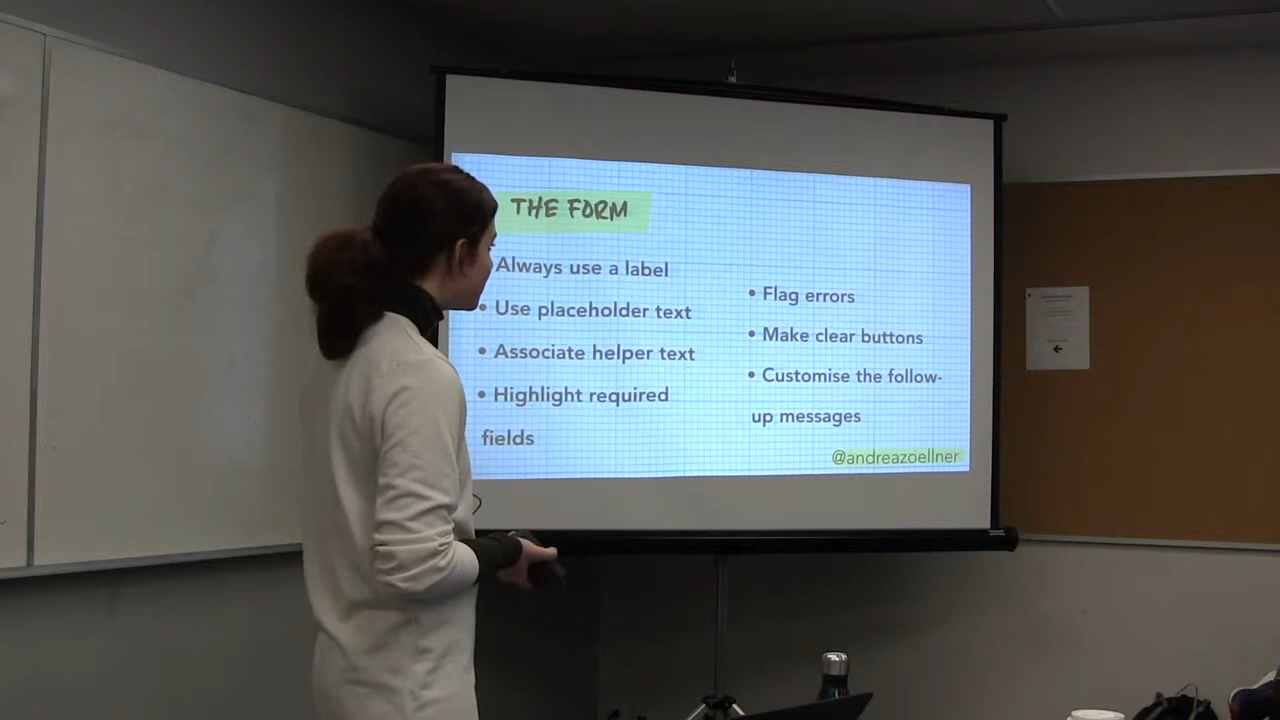 THE FORM
Always use a label
• Use placeholder text
• Associate helper text
• Highlight required
fields
• Flag errors
• Make clear buttons
• Customise the follow-
up messages
@andreazoellner